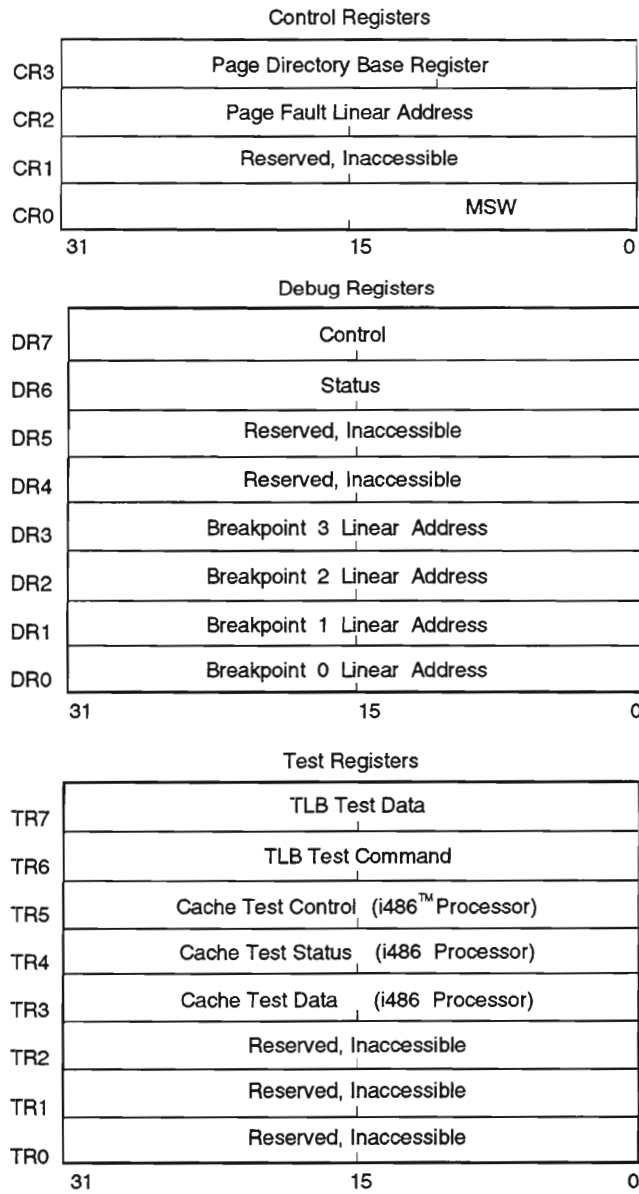 Control Registers
CR3 Page Directory Base Register
CR2 Page Fault Linear Address
CR1 Reserved, Inaccessible
CR0 MSW
31 15 0
Debug Registers
DR7 Control
DR6 Status
DR5 Reserved, Inaccessible
DR4 Reserved, Inaccessible
DR3 Breakpoint 3 Linear Address
DR2 Breakpoint 2 Linear Address
DR1 Breakpoint 1 Linear Address
DR0 Breakpoint 0 Linear Address
31 15 0
Test Registers
TR7 TLB Test Data
TR6 TLB Test Command
TR5 Cache Test Control (i486™ Processor)
TR4 Cache Test Status (i486 Processor)
TR3 Cache Test Data (i486 Processor)
TR2 Reserved, Inaccessible
TR1 Reserved, Inaccessible
TR0 Reserved, Inaccessible
31 15 0